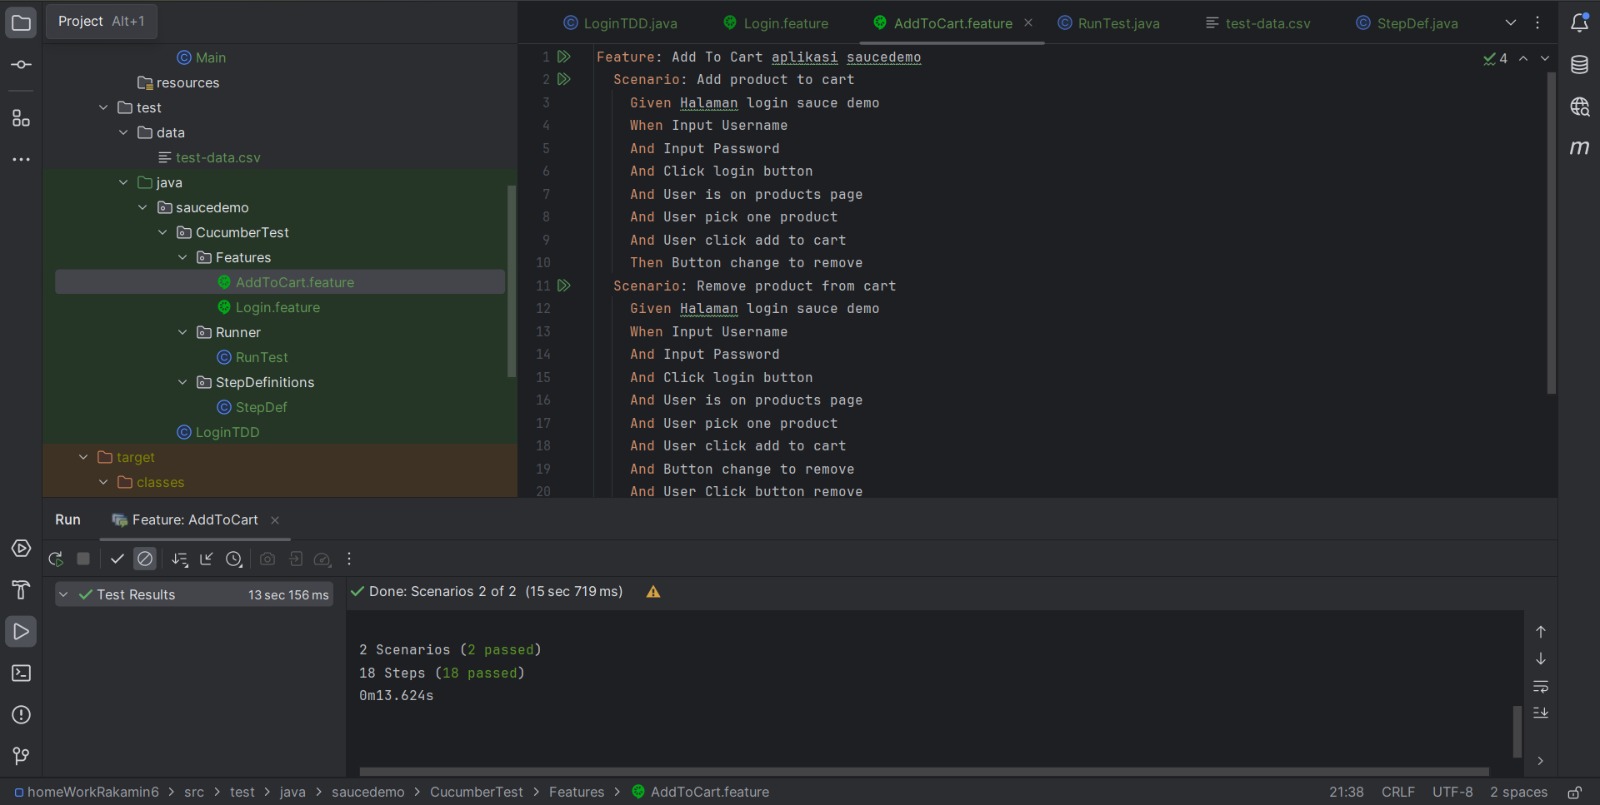 Project Alt+1
LoginTDD.java
Login.feature
AddToCart.feature
RunTest.java
test-data.csv
StepDef.java
Main
resources
test
data
test-data.csv
java
saucedemo
CucumberTest
Features
AddToCart.feature
Login.feature
Runner
RunTest
StepDefinitions
StepDef
LoginTDD
target
classes
4
1 Feature: Add To Cart aplikasi saucedemo
2 Scenario: Add product to cart
3 Given Halaman login sauce demo
4 When Input Username
5 And Input Password
6 And Click login button
7 And User is on products page
8 And User pick one product
9 And User click add to cart
10 Then Button change to remove
11 Scenario: Remove product from cart
12 Given Halaman login sauce demo
13 When Input Username
14 And Input Password
15 And Click login button
16 And User is on products page
17 And User pick one product
18 And User click add to cart
19 And Button change to remove
20 And User Click button remove
m
Run
Feature: AddToCart
Test Results 13 sec 156 ms
Done: Scenarios 2 of 2 (15 sec 719 ms)
2 Scenarios (2 passed)
18 Steps (18 passed)
0m13.624s
homeWorkRakamin6 > src > test > java > saucedemo > CucumberTest > Features > AddToCart.feature
21:38 CRLF UTF-8 2 spaces